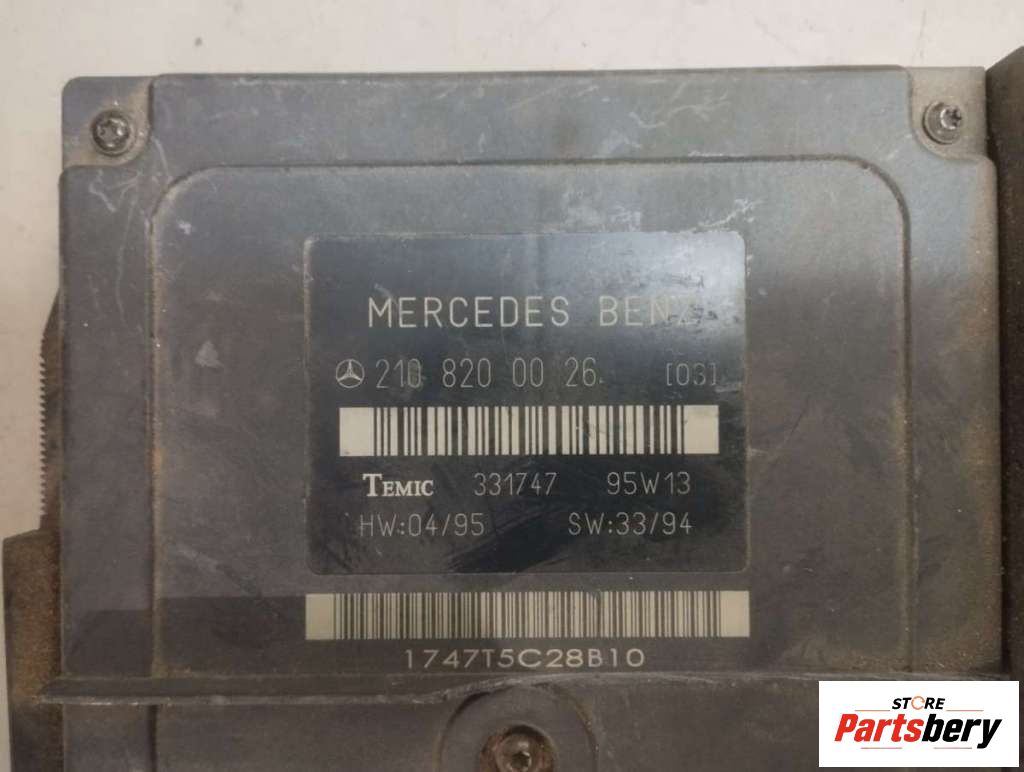 MERCEDES BENZ
210 820 00 26 [03]
TEMIC 331747 95W13
HW:04/95 SW:33/94
1747T5C28B10
STORE
Partsbery